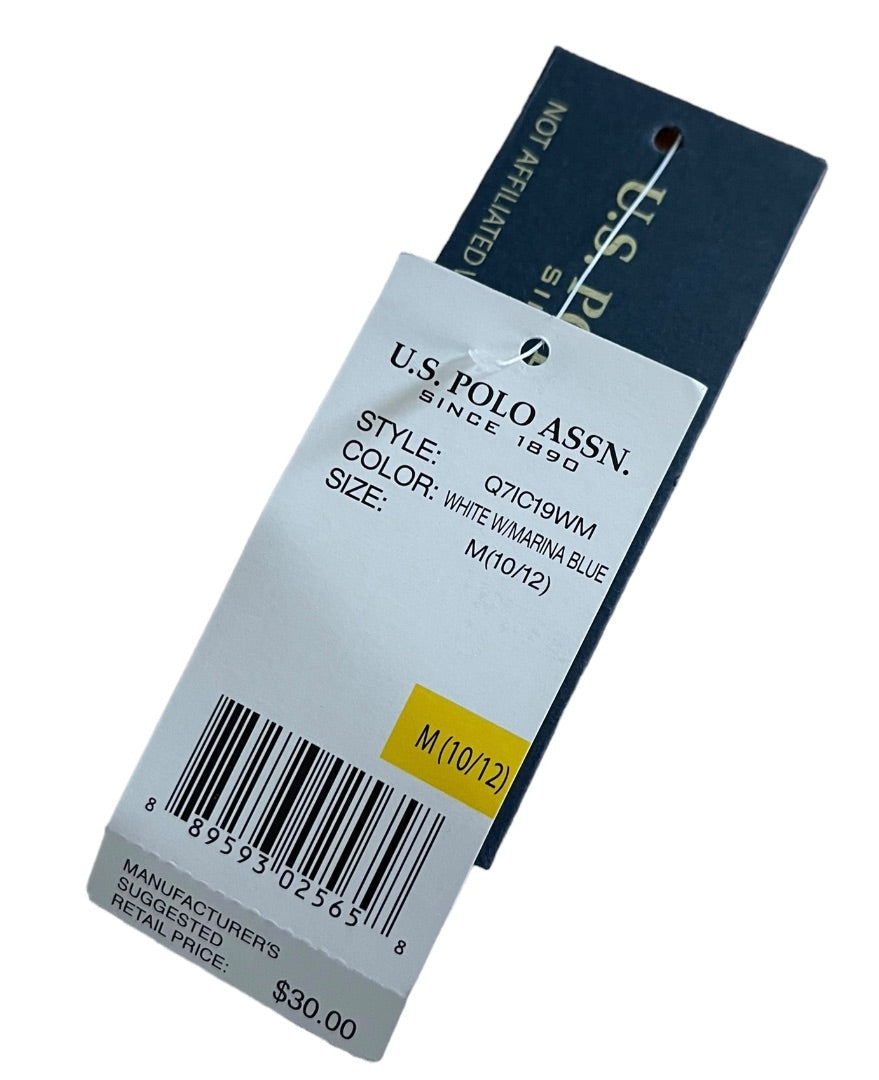 NOT AFFILIATED
U.S.
U.S. POLO ASSN.
SINCE 1890
STYLE: Q7IC19WM
COLOR: WHITE W/MARINA BLUE
SIZE: M(10/12)
M (10/12)
8 89593 02565 8
MANUFACTURER'S
SUGGESTED
RETAIL PRICE:
$30.00